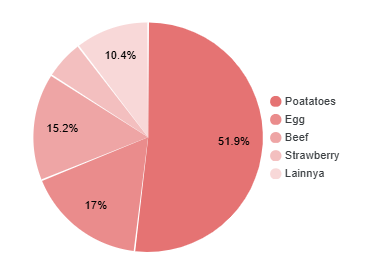 10.4%
15.2%
51.9%
17%
Poatatoes
Egg
Beef
Strawberry
Lainnya